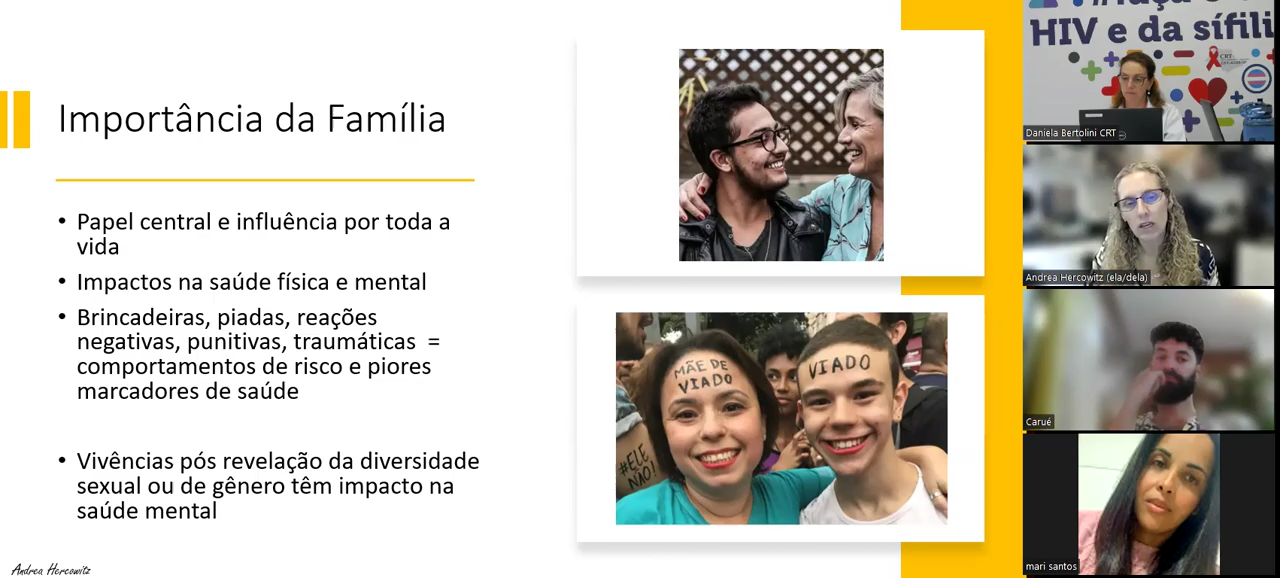 Importância da Família
• Papel central e influência por toda a
vida
• Impactos na saúde física e mental
• Brincadeiras, piadas, reações
negativas, punitivas, traumáticas =
comportamentos de risco e piores
marcadores de saúde
• Vivências pós revelação da diversidade
sexual ou de gênero têm impacto na
saúde mental
Andrea Hercowitz
MÃE DE
VIADO
VIADO
#ELE
NÃO!
HIV e da sífili
CRT
Daniela Bertolini CRT
Andrea Hercowitz (ela/dela)
Carué
mari santos